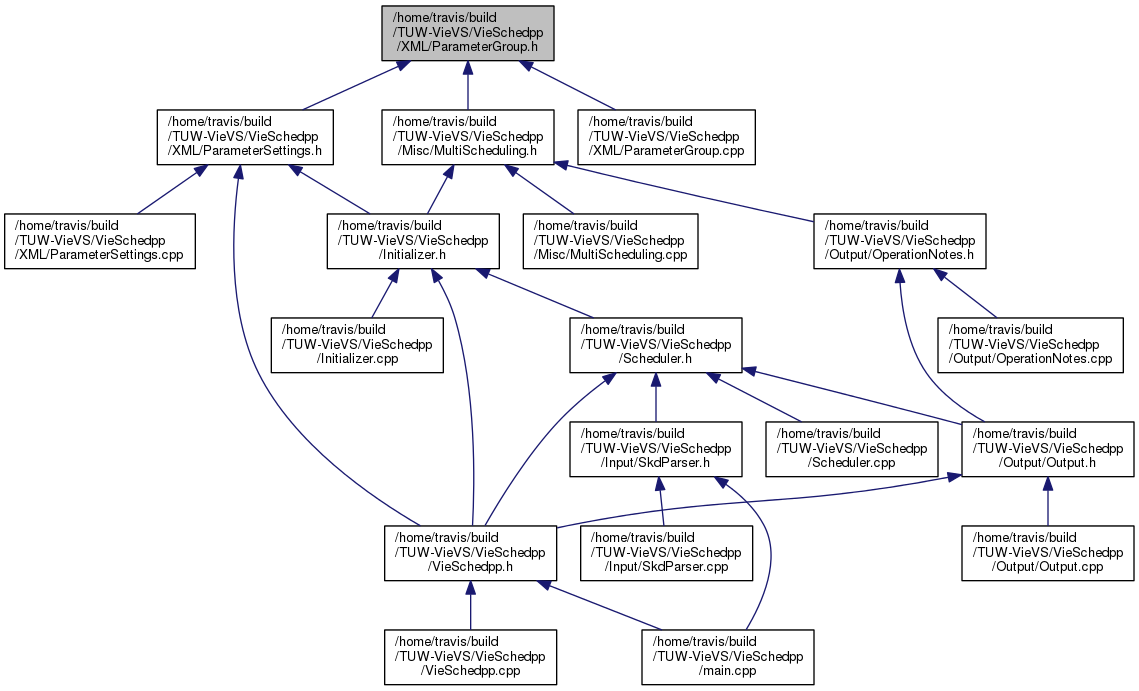 /home/travis/build
/TUW-VieVS/VieSchedpp
/XML/ParameterGroup.h
/home/travis/build
/TUW-VieVS/VieSchedpp
/XML/ParameterSettings.h
/home/travis/build
/TUW-VieVS/VieSchedpp
/Misc/MultiScheduling.h
/home/travis/build
/TUW-VieVS/VieSchedpp
/XML/ParameterGroup.cpp
/home/travis/build
/TUW-VieVS/VieSchedpp
/XML/ParameterSettings.cpp
/home/travis/build
/TUW-VieVS/VieSchedpp
/Initializer.h
/home/travis/build
/TUW-VieVS/VieSchedpp
/Misc/MultiScheduling.cpp
/home/travis/build
/TUW-VieVS/VieSchedpp
/Output/OperationNotes.h
/home/travis/build
/TUW-VieVS/VieSchedpp
/Initializer.cpp
/home/travis/build
/TUW-VieVS/VieSchedpp
/Scheduler.h
/home/travis/build
/TUW-VieVS/VieSchedpp
/Output/OperationNotes.cpp
/home/travis/build
/TUW-VieVS/VieSchedpp
/Input/SkdParser.h
/home/travis/build
/TUW-VieVS/VieSchedpp
/Scheduler.cpp
/home/travis/build
/TUW-VieVS/VieSchedpp
/Output/Output.h
/home/travis/build
/TUW-VieVS/VieSchedpp
/VieSchedpp.h
/home/travis/build
/TUW-VieVS/VieSchedpp
/Input/SkdParser.cpp
/home/travis/build
/TUW-VieVS/VieSchedpp
/Output/Output.cpp
/home/travis/build
/TUW-VieVS/VieSchedpp
/VieSchedpp.cpp
/home/travis/build
/TUW-VieVS/VieSchedpp
/main.cpp